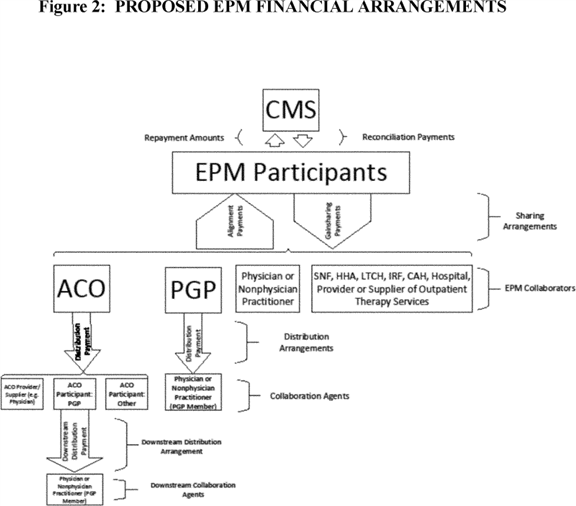 Figure 2: PROPOSED EPM FINANCIAL ARRANGEMENTS
CMS
Repayment Amounts
Reconciliation Payments
EPM Participants
Alignment
Payments
Gainsharing
Payments
Sharing
Arrangements
ACO
PGP
Physician or
Nonphysician
Practitioner
SNF, HHA, LTCH, IRF, CAH, Hospital,
Provider or Supplier of Outpatient
Therapy Services
EPM Collaborators
Distribution
Payment
Distribution
Payment
Distribution
Arrangements
ACO Provider/
Supplier (e.g.
Physician)
ACO
Participant:
PGP
ACO
Participant:
Other
Physician or
Nonphysician
Practitioner
(PGP Member)
Collaboration Agents
Downstream
Distribution
Payment
Downstream Distribution
Arrangement
Physician or
Nonphysician
Practitioner (PGP
Member)
Downstream Collaboration
Agents